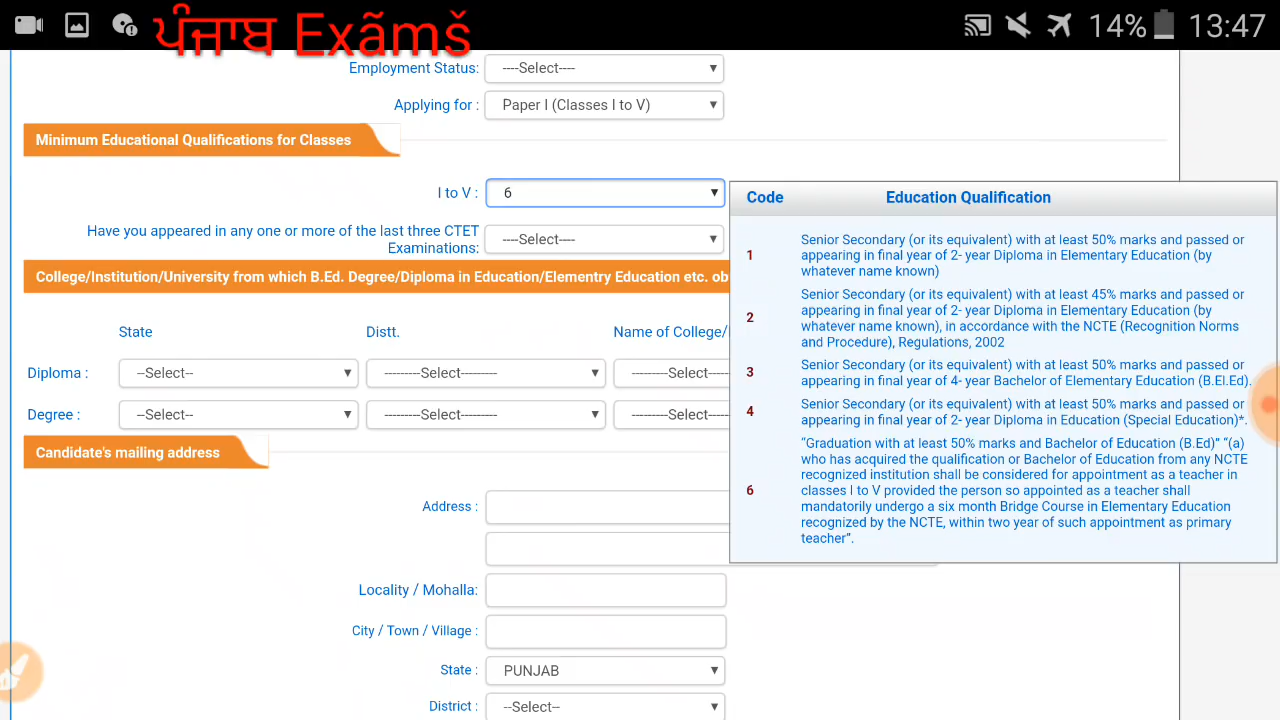 14% 13:47
ਪੰਜਾਬ Exãmš
Employment Status: ----Select----
Applying for : Paper I (Classes I to V)
Minimum Educational Qualifications for Classes
I to V : 6
Have you appeared in any one or more of the last three CTET
Examinations: ----Select----
College/Institution/University from which B.Ed. Degree/Diploma in Education/Elementry Education etc. ob
State Distt. Name of College/
Diploma : --Select-- ---------Select--------- ---------Select---
Degree : --Select-- ---------Select--------- ---------Select---
Candidate's mailing address
Address :
Locality / Mohalla:
City / Town / Village :
State : PUNJAB
District : --Select--
Code Education Qualification
1 Senior Secondary (or its equivalent) with at least 50% marks and passed or
appearing in final year of 2- year Diploma in Elementary Education (by
whatever name known)
2 Senior Secondary (or its equivalent) with at least 45% marks and passed or
appearing in final year of 2- year Diploma in Elementary Education (by
whatever name known), in accordance with the NCTE (Recognition Norms
and Procedure), Regulations, 2002
3 Senior Secondary (or its equivalent) with at least 50% marks and passed or
appearing in final year of 4- year Bachelor of Elementary Education (B.El.Ed).
4 Senior Secondary (or its equivalent) with at least 50% marks and passed or
appearing in final year of 2- year Diploma in Education (Special Education)*.
6 “Graduation with at least 50% marks and Bachelor of Education (B.Ed)” “(a)
who has acquired the qualification or Bachelor of Education from any NCTE
recognized institution shall be considered for appointment as a teacher in
classes I to V provided the person so appointed as a teacher shall
mandatorily undergo a six month Bridge Course in Elementary Education
recognized by the NCTE, within two year of such appointment as primary
teacher”.